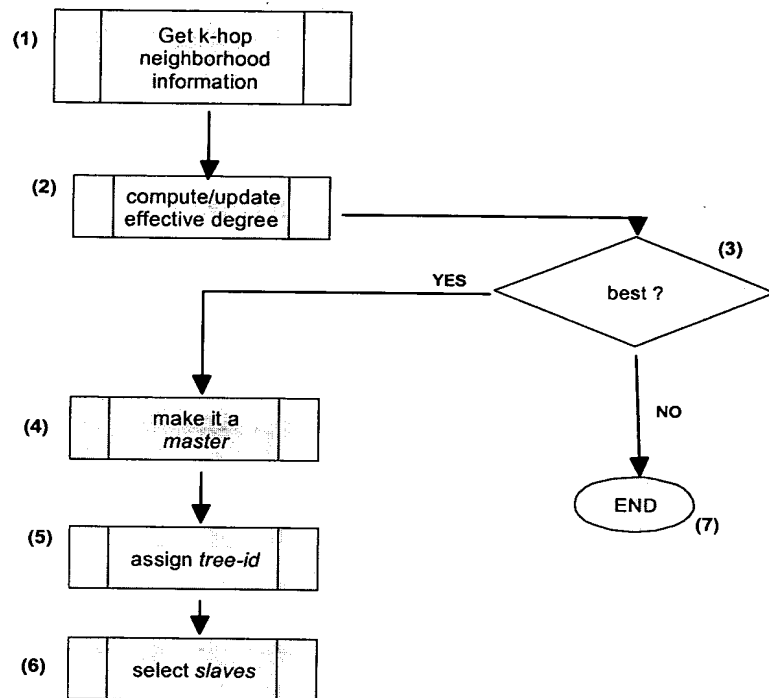 (1)
Get k-hop
neighborhood
information
(2)
compute/update
effective degree
(3)
best ?
YES
NO
(4)
make it a
master
END
(7)
(5)
assign tree-id
(6)
select slaves